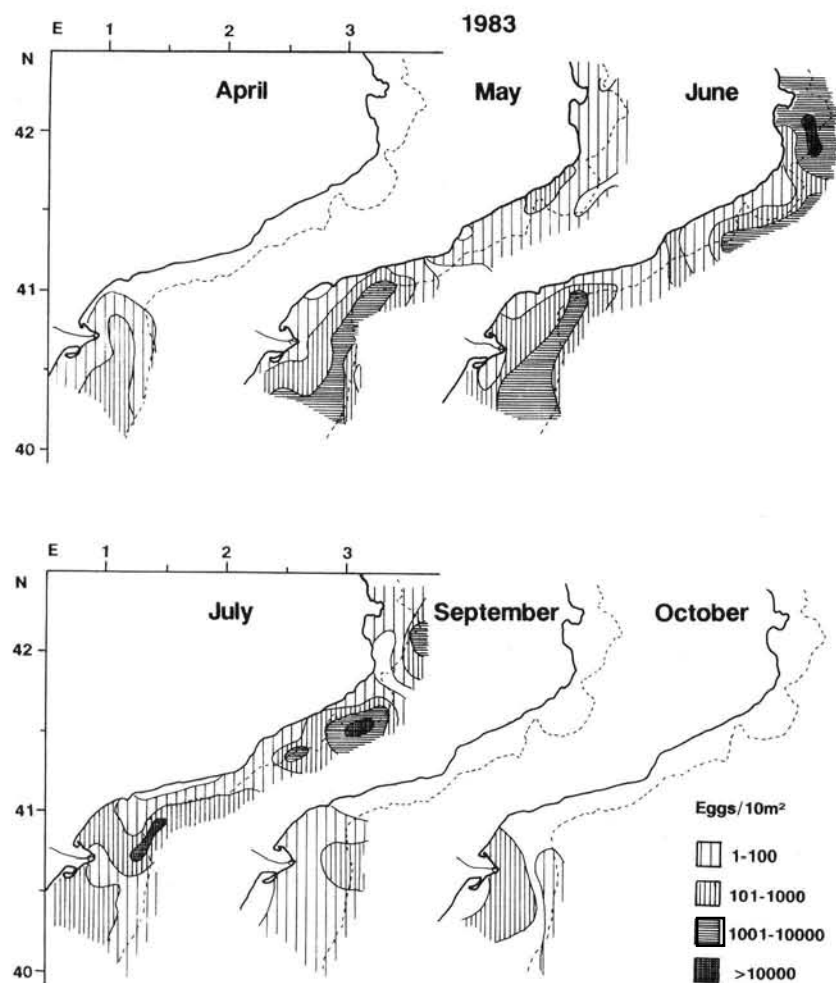 1983
E 1 2 3
N
April May June
42
41
40
E 1 2 3
N
July September October
42
41
40
Eggs/10m²
1-100
101-1000
1001-10000
>10000